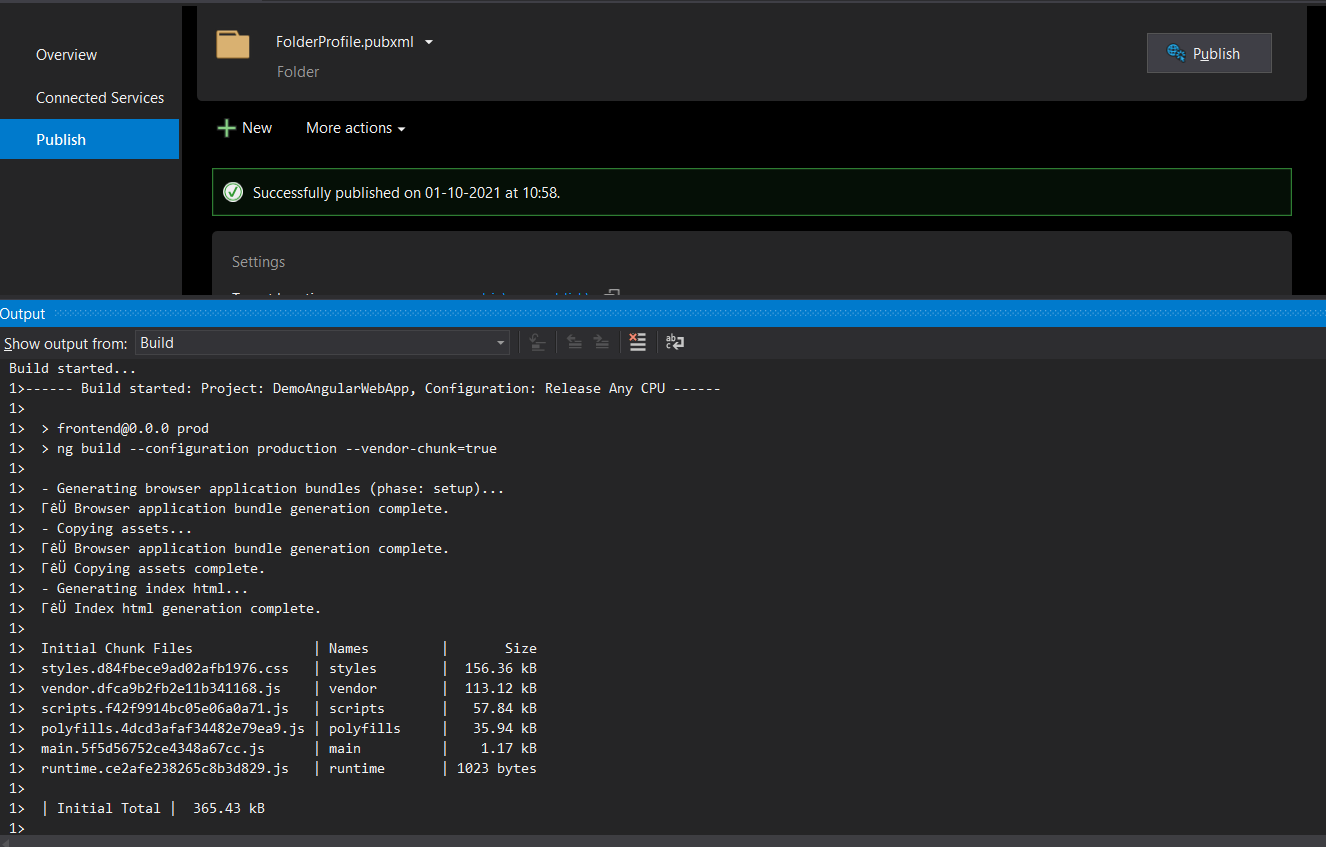 Overview
Connected Services
Publish
FolderProfile.pubxml
Folder
Publish
New
More actions
Successfully published on 01-10-2021 at 10:58.
Settings
Output
Show output from: Build
Build started...
1>------ Build started: Project: DemoAngularWebApp, Configuration: Release Any CPU ------
1>
1> > frontend@0.0.0 prod
1> > ng build --configuration production --vendor-chunk=true
1>
1> - Generating browser application bundles (phase: setup)...
1> ΓêÜ Browser application bundle generation complete.
1> - Copying assets...
1> ΓêÜ Browser application bundle generation complete.
1> ΓêÜ Copying assets complete.
1> - Generating index html...
1> ΓêÜ Index html generation complete.
1>
1> Initial Chunk Files | Names | Size
1> styles.d84fbece9ad02afb1976.css | styles | 156.36 kB
1> vendor.dfca9b2fb2e11b341168.js | vendor | 113.12 kB
1> scripts.f42f9914bc05e06a0a71.js | scripts | 57.84 kB
1> polyfills.4dcd3afaf34482e79ea9.js | polyfills | 35.94 kB
1> main.5f5d56752ce4348a67cc.js | main | 1.17 kB
1> runtime.ce2afe238265c8b3d829.js | runtime | 1023 bytes
1>
1> | Initial Total | 365.43 kB
1>